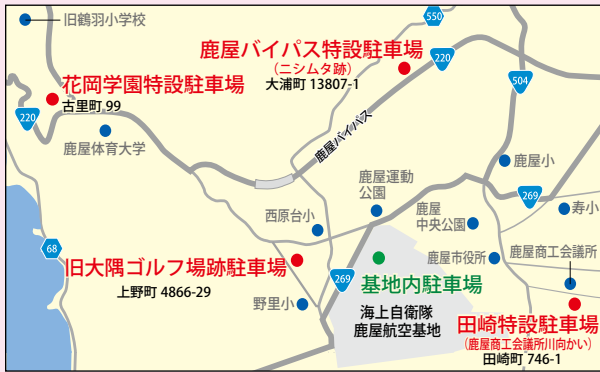 旧鶴羽小学校
550
鹿屋バイパス特設駐車場
（ニシムタ跡）
大浦町 13807-1
220
504
花岡学園特設駐車場
古里町 99
220
鹿屋体育大学
鹿屋バイパス
鹿屋小
鹿屋運動
公園
269
寿小
鹿屋
中央公園
西原台小
68
旧大隅ゴルフ場跡駐車場
上野町 4866-29
269
基地内駐車場
鹿屋市役所
鹿屋商工会議所
野里小
海上自衛隊
鹿屋航空基地
田崎特設駐車場
（鹿屋商工会議所川向かい）
田崎町 746-1